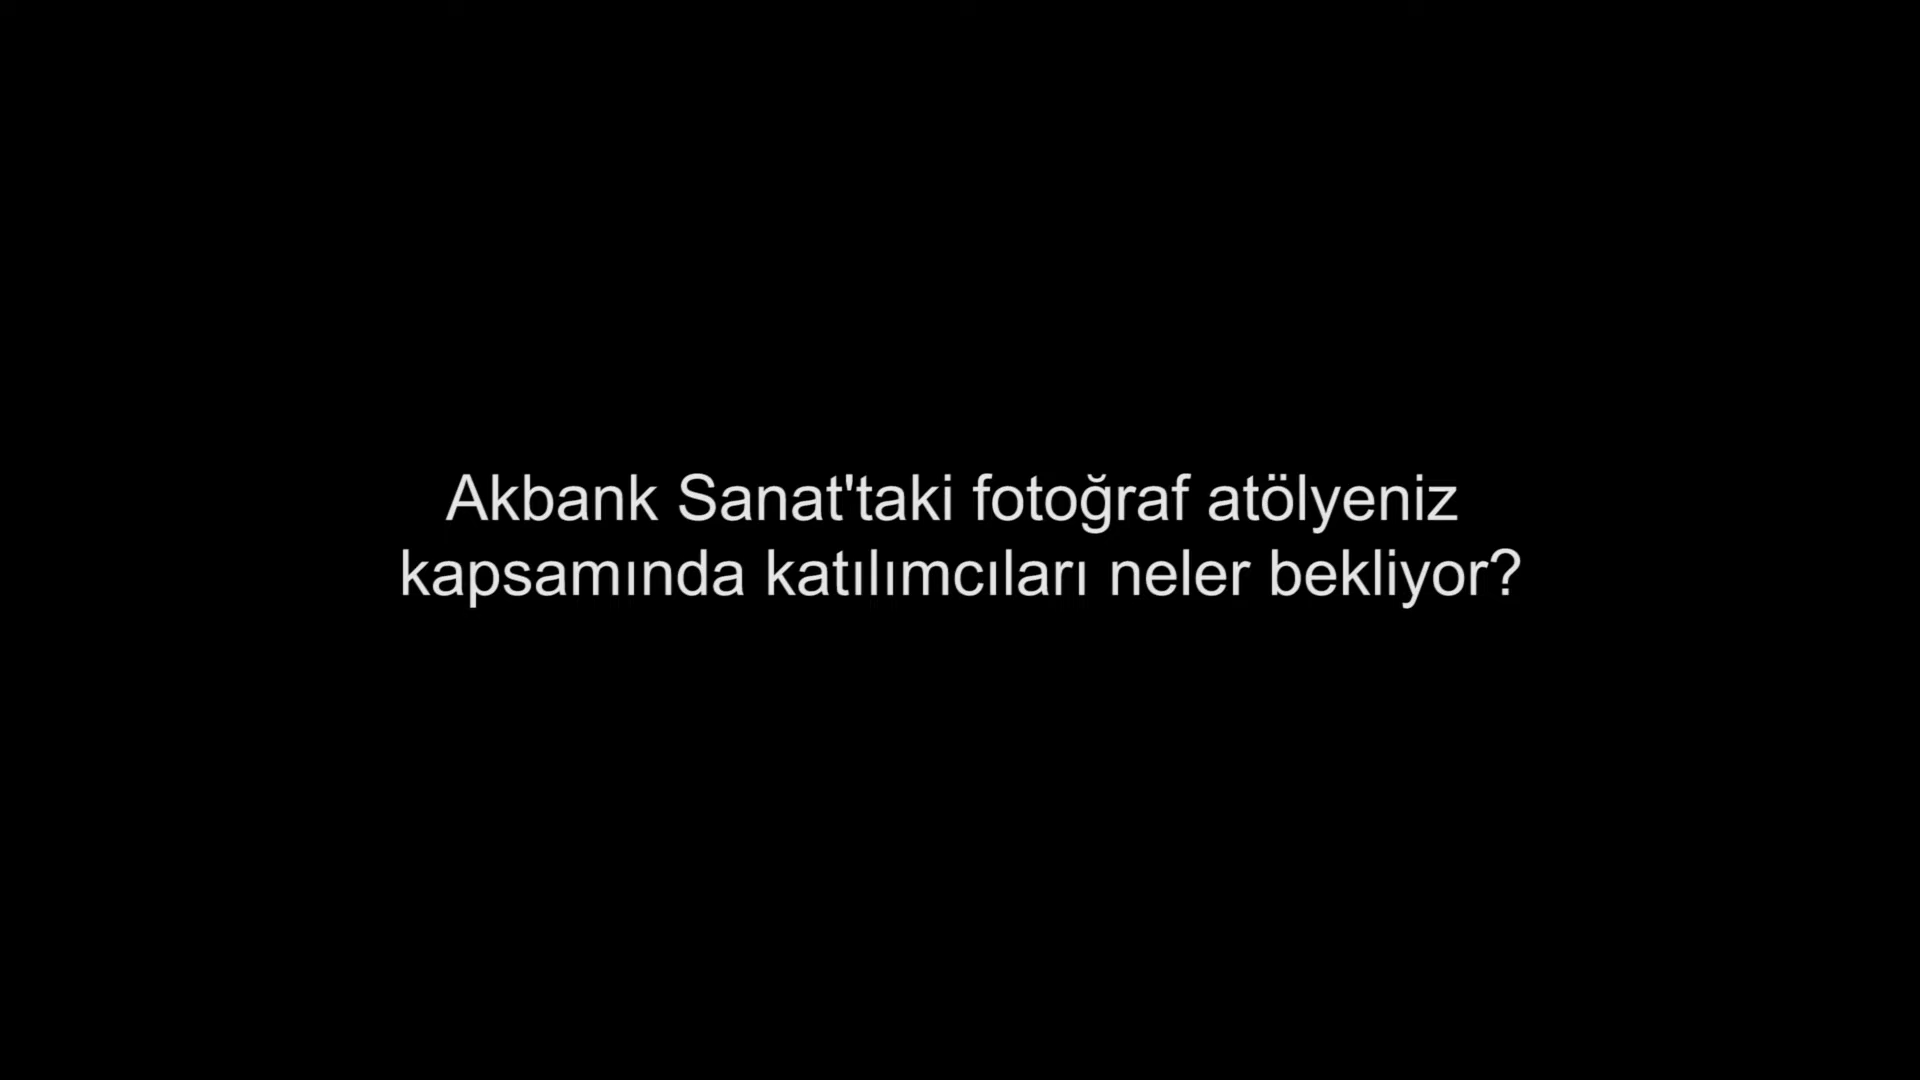 Akbank Sanat'taki fotoğraf atölyeniz
kapsamında katılımcıları neler bekliyor?